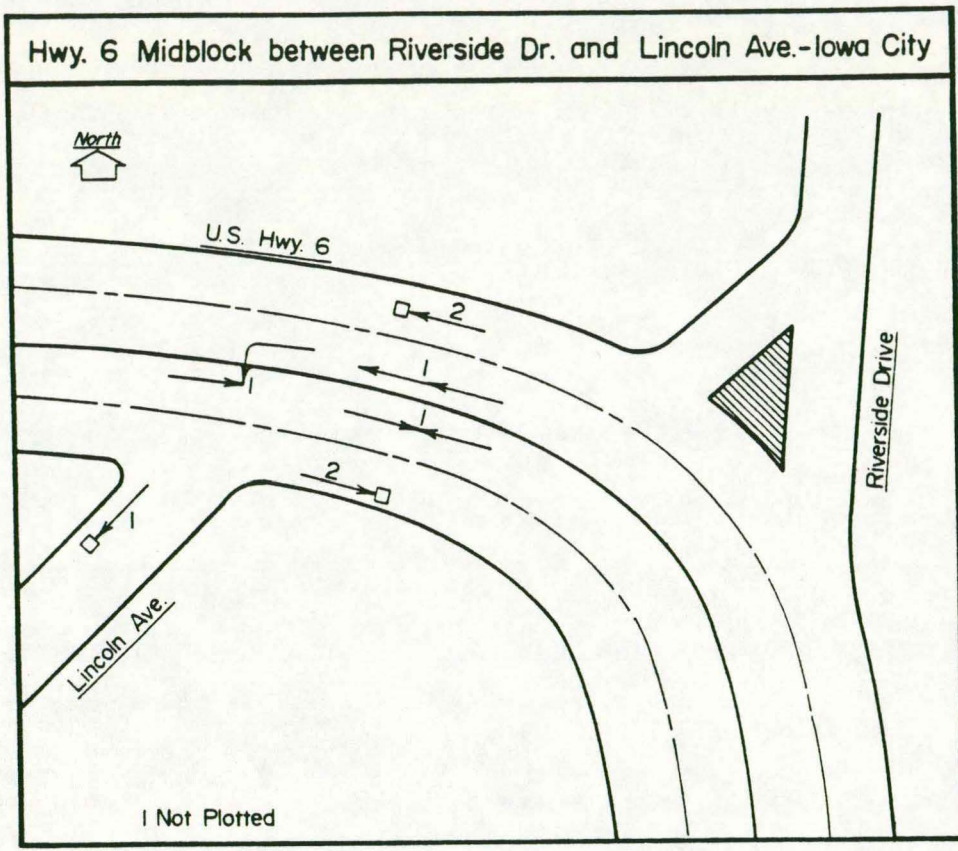 Hwy. 6 Midblock between Riverside Dr. and Lincoln Ave.-Iowa City
North
U.S. Hwy. 6
2
1
1
1
2
1
Riverside Drive
Lincoln Ave.
1 Not Plotted